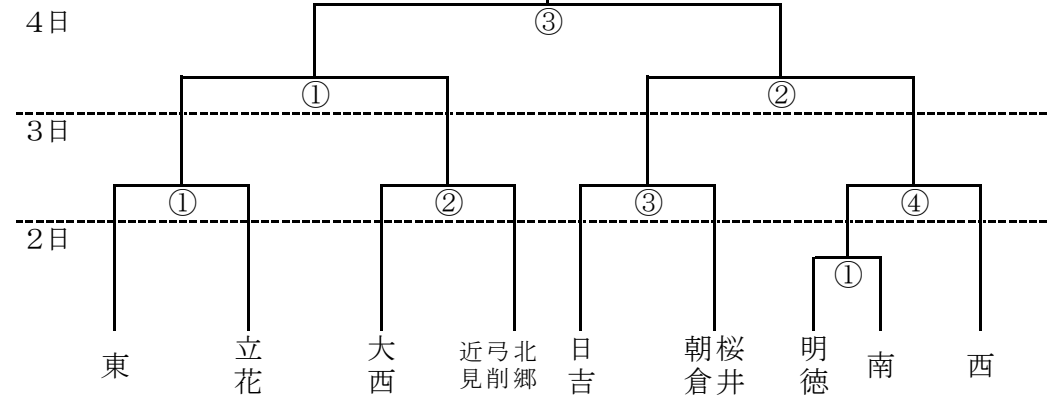 4日
③
①
②
3日
①
②
③
④
2日
①
東
立花
大西
近見
弓削
北郷
日吉
朝倉
桜井
明徳
南
西